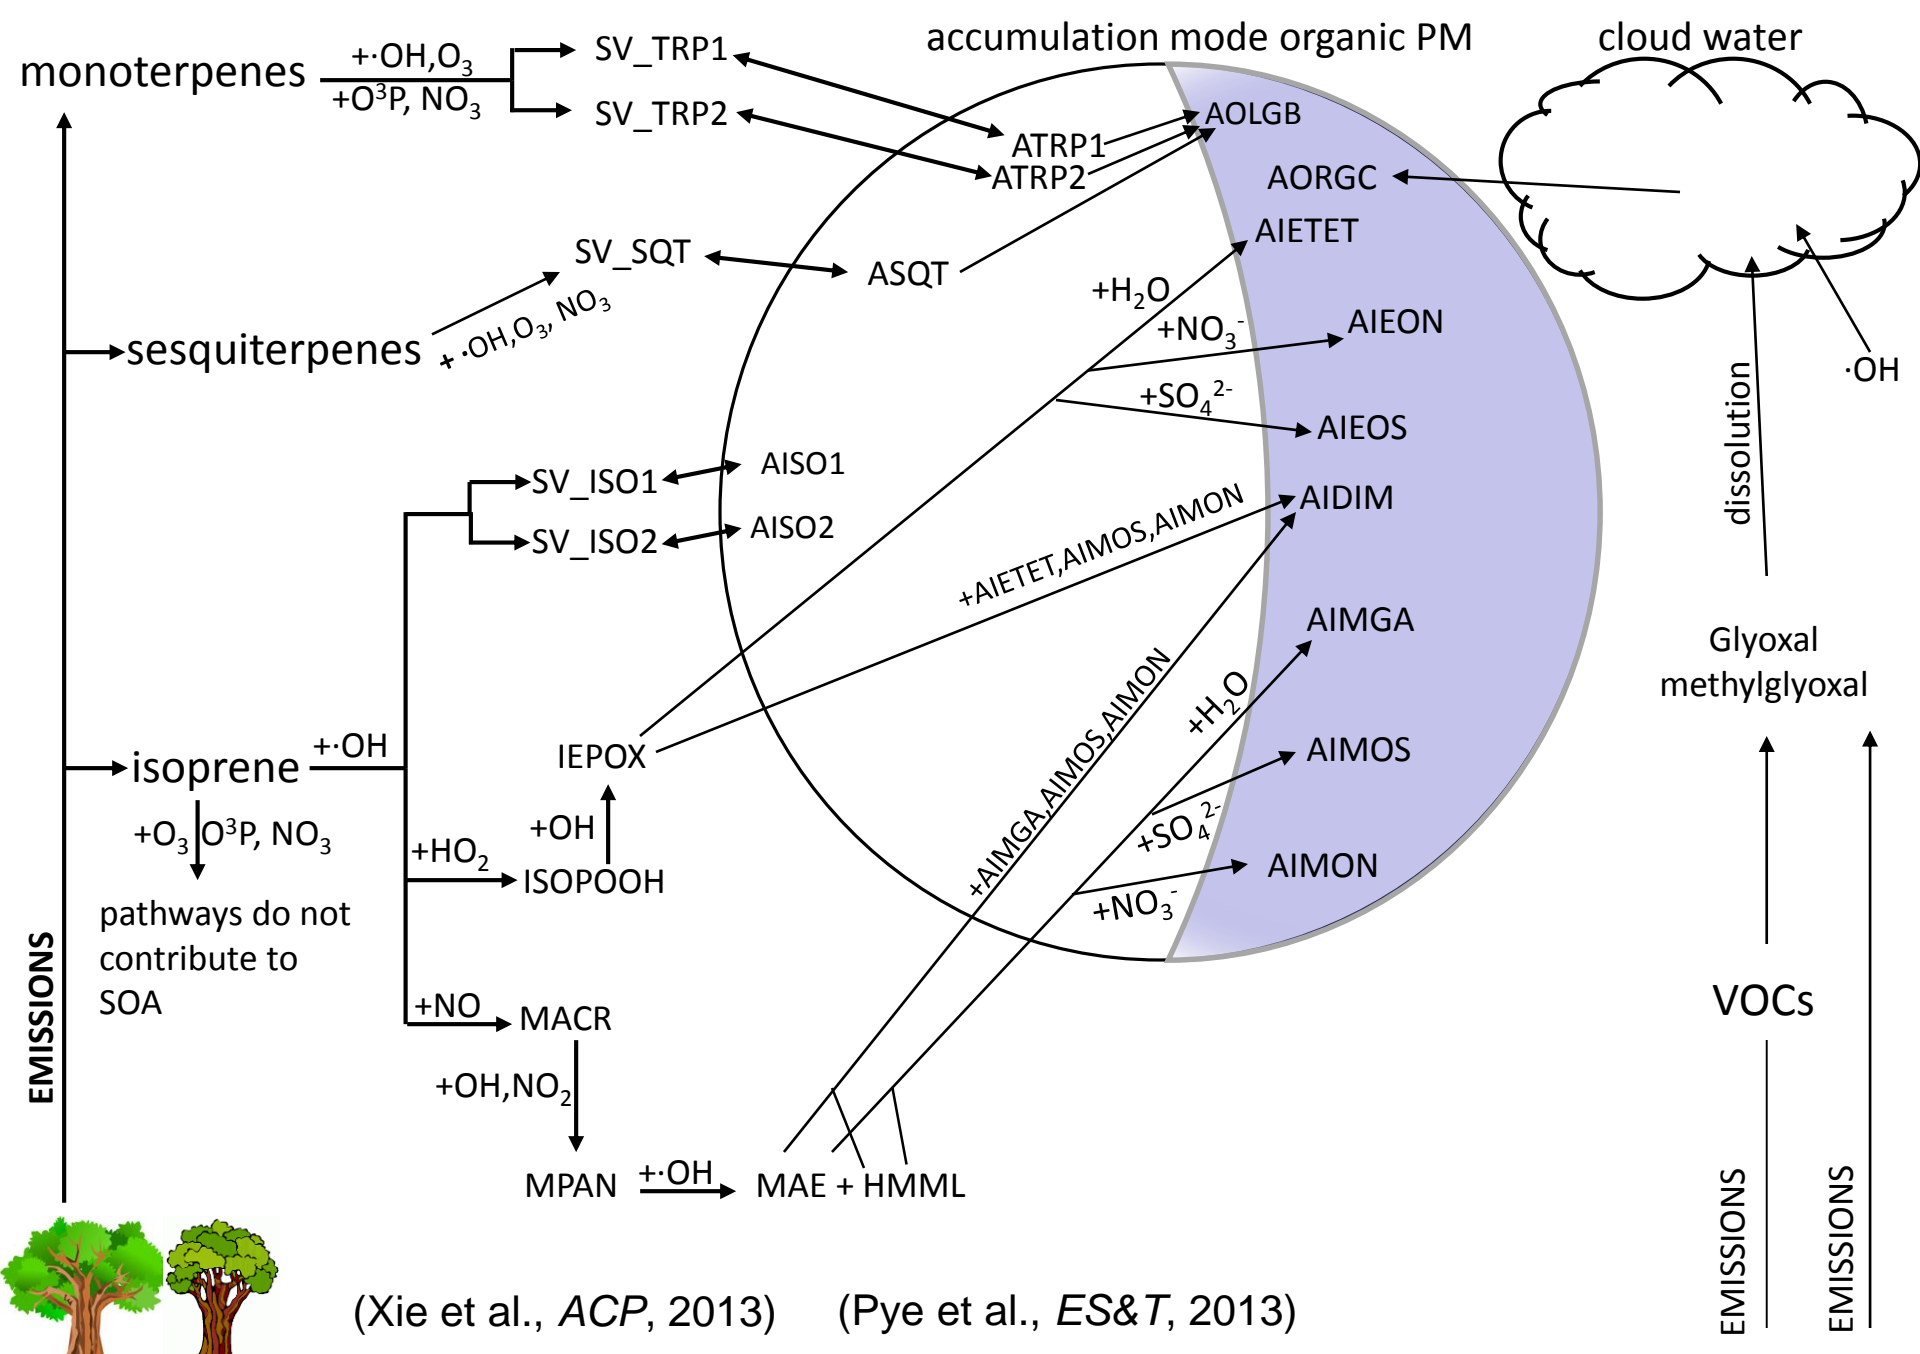 accumulation mode organic PM
cloud water
monoterpenes
+·OH,O₃
+O³P, NO₃
SV_TRP1
SV_TRP2
ATRP1
ATRP2
AOLGB
AORGC
AIETET
SV_SQT
ASQT
sesquiterpenes
+ ·OH,O₃, NO₃
+H₂O
+NO₃⁻
AIEON
+SO₄²⁻
AIEOS
·OH
dissolution
SV_ISO1
AISO1
SV_ISO2
AISO2
+AIETET,AIMOS,AIMON
AIDIM
AIMGA
Glyoxal
methylglyoxal
isoprene
+·OH
+O₃
O³P, NO₃
pathways do not
contribute to
SOA
IEPOX
+OH
+HO₂
ISOPOOH
+AIMGA,AIMOS,AIMON
+H₂O
AIMOS
+SO₄²⁻
AIMON
+NO₃⁻
+NO
MACR
+OH,NO₂
MPAN
+·OH
MAE + HMML
VOCs
EMISSIONS
EMISSIONS
EMISSIONS
(Xie et al., ACP, 2013)
(Pye et al., ES&T, 2013)